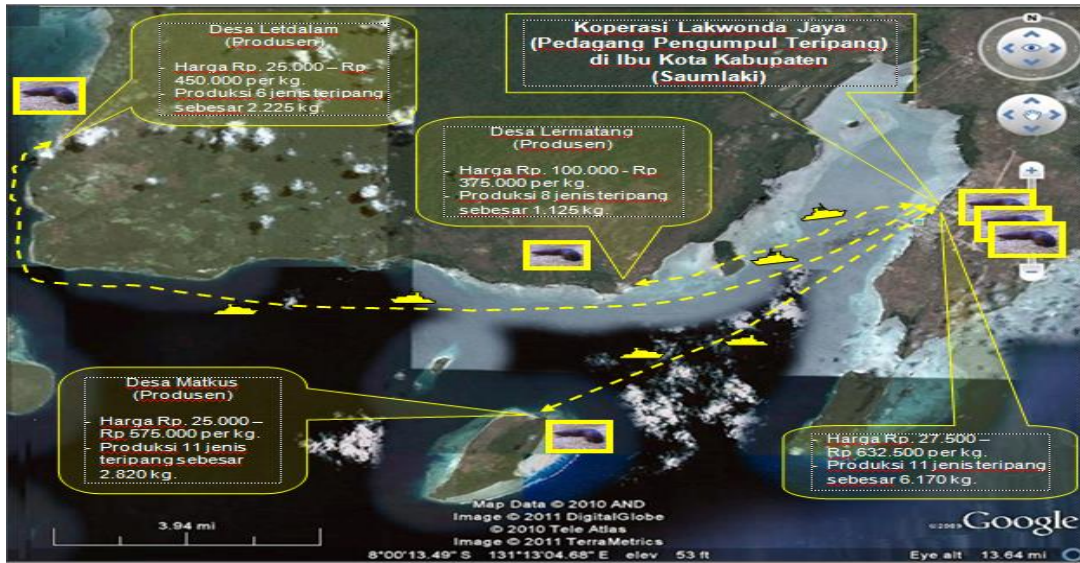 Desa Letdalam
(Produsen)
- Harga Rp. 25.000 – Rp
450.000 per kg.
- Produksi 6 jenis teripang
sebesar 2.225 kg.
Koperasi Lakwonda Jaya
(Pedagang Pengumpul Teripang)
di Ibu Kota Kabupaten
(Saumlaki)
N
Desa Lermatang
(Produsen)
- Harga Rp. 100.000 - Rp
375.000 per kg.
- Produksi 8 jenis teripang
sebesar 1.125 kg.
Desa Matkus
(Produsen)
- Harga Rp. 25.000 –
Rp 575.000 per kg.
- Produksi 11 jenis
teripang sebesar
2.820 kg.
- Harga Rp. 27.500 –
Rp 632.500 per kg.
- Produksi 11 jenis teripang
sebesar 6.170 kg.
3.94 mi
Map Data © 2010 AND
Image © 2011 DigitalGlobe
© 2010 Tele Atlas
Image © 2011 TerraMetrics
©2009 Google
8°00'13.49" S 131°13'04.68" E elev 53 ft
Eye alt 13.64 mi